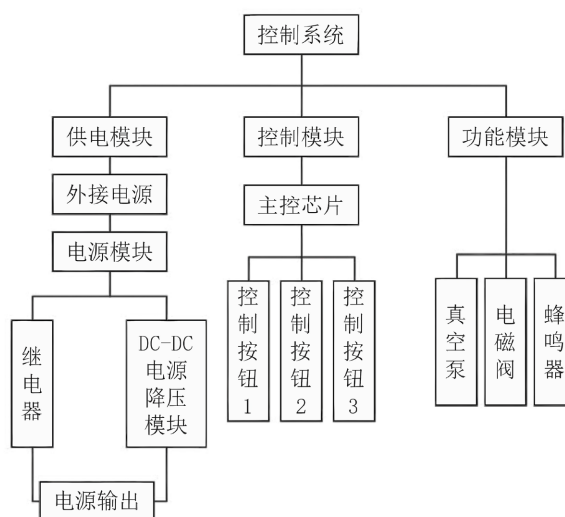 控制系统
供电模块
控制模块
功能模块
外接电源
主控芯片
电源模块
继电器
DC-DC
电源
降压
模块
控制按钮1
控制按钮2
控制按钮3
真空泵
电磁阀
蜂鸣器
电源输出